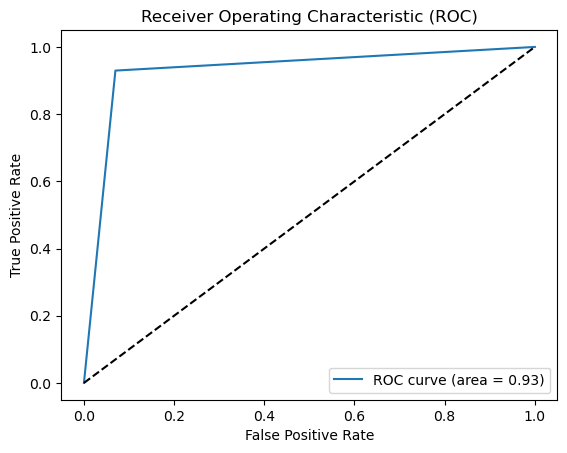 Receiver Operating Characteristic (ROC)
1.0
0.8
0.6
0.4
0.2
0.0
True Positive Rate
ROC curve (area = 0.93)
0.0 0.2 0.4 0.6 0.8 1.0
False Positive Rate